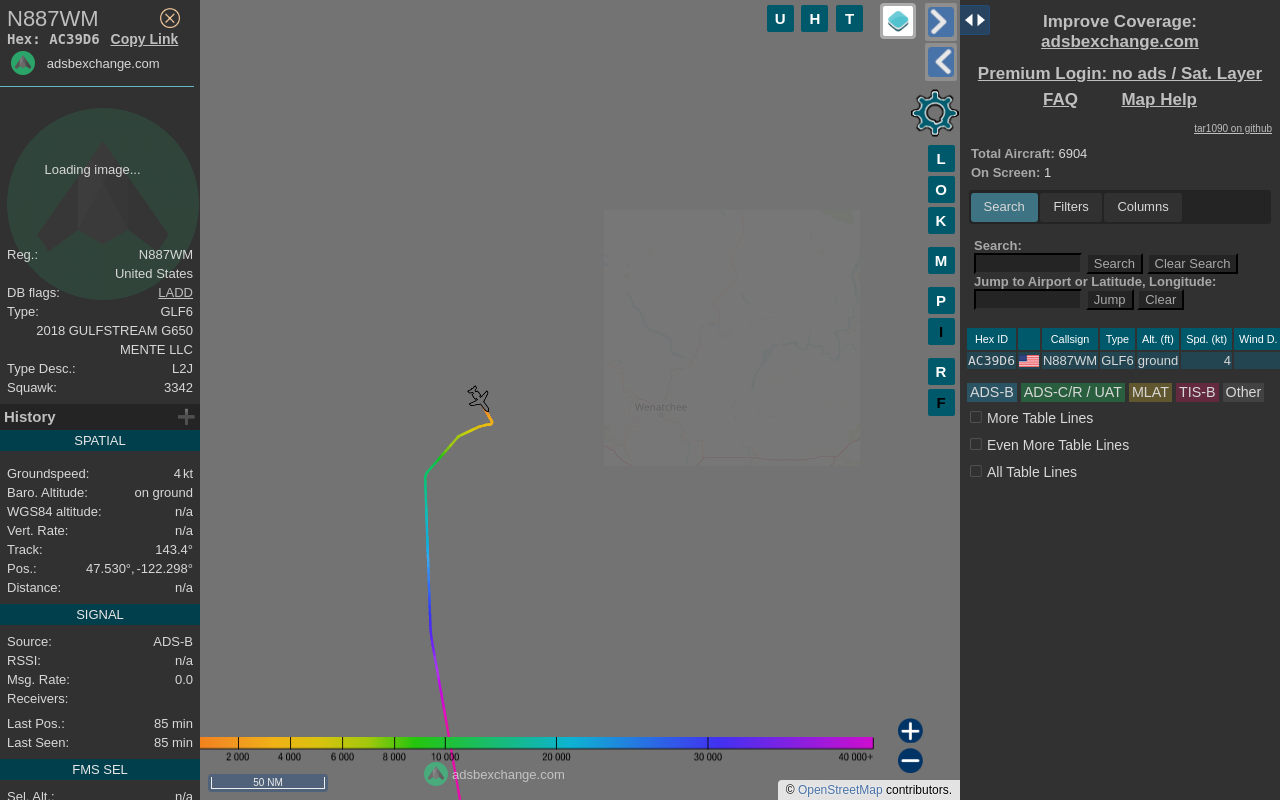 N887WM
Hex: AC39D6 Copy Link
adsbexchange.com
Loading image...
Reg.: N887WM
United States
DB flags: LADD
Type: GLF6
2018 GULFSTREAM G650
MENTE LLC
Type Desc.: L2J
Squawk: 3342
History
SPATIAL
Groundspeed: 4 kt
Baro. Altitude: on ground
WGS84 altitude: n/a
Vert. Rate: n/a
Track: 143.4°
Pos.: 47.530°, -122.298°
Distance: n/a
SIGNAL
Source: ADS-B
RSSI: n/a
Msg. Rate: 0.0
Receivers:
Last Pos.: 85 min
Last Seen: 85 min
FMS SEL
Sel. Alt.: n/a
U H T
L
O
K
M
P
I
R
F
Wenatchee
2 000 4 000 6 000 8 000 10 000 20 000 30 000 40 000+
adsbexchange.com
50 NM
© OpenStreetMap contributors.
Improve Coverage:
adsbexchange.com
Premium Login: no ads / Sat. Layer
FAQ Map Help
tar1090 on github
Total Aircraft: 6904
On Screen: 1
Search Filters Columns
Search:
Search Clear Search
Jump to Airport or Latitude, Longitude:
Jump Clear
Hex ID Callsign Type Alt. (ft) Spd. (kt) Wind D.
AC39D6 N887WM GLF6 ground 4
ADS-B ADS-C/R / UAT MLAT TIS-B Other
More Table Lines
Even More Table Lines
All Table Lines